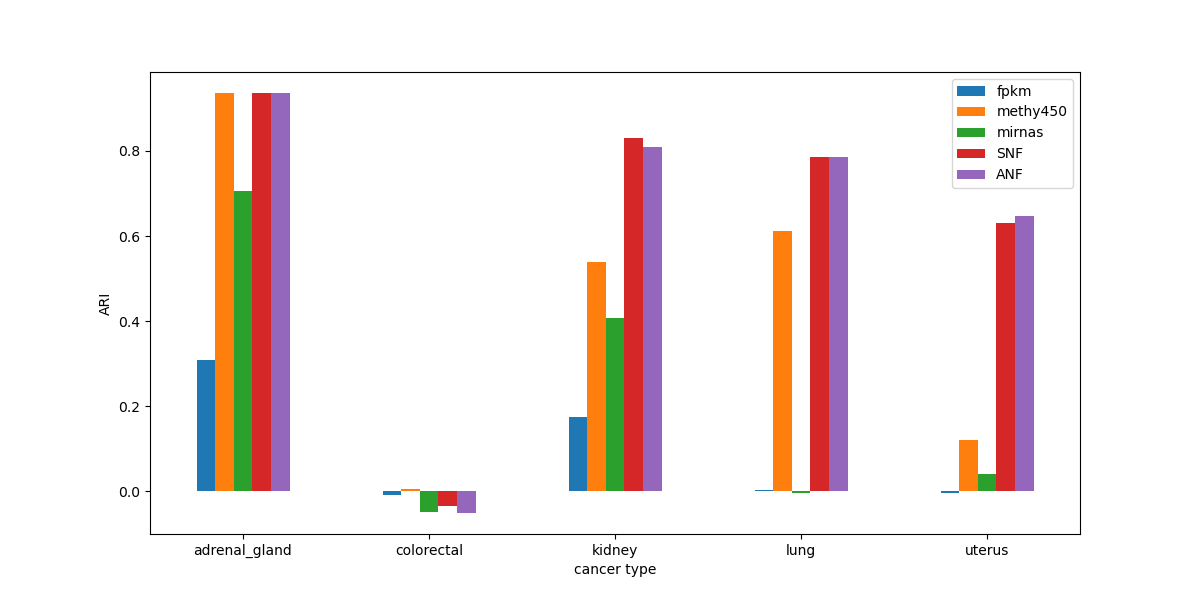 fpkm
methy450
mirnas
SNF
ANF
ARI
0.8
0.6
0.4
0.2
0.0
adrenal_gland colorectal kidney lung uterus
cancer type